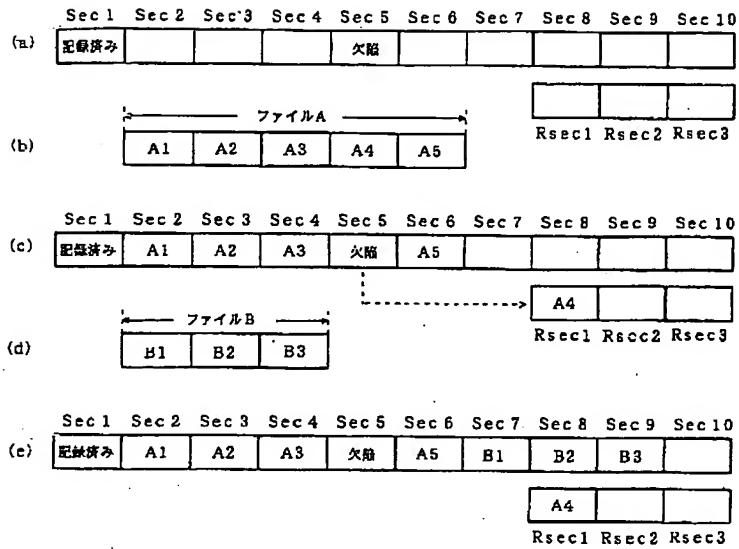 Sec 1 Sec 2 Sec 3 Sec 4 Sec 5 Sec 6 Sec 7 Sec 8 Sec 9 Sec 10
(a) 記録済み 欠陥
Rsec1 Rsec2 Rsec3
ファイルA
(b) A1 A2 A3 A4 A5
Sec 1 Sec 2 Sec 3 Sec 4 Sec 5 Sec 6 Sec 7 Sec 8 Sec 9 Sec 10
(c) 記録済み A1 A2 A3 欠陥 A5
A4
Rsec1 Rsec2 Rsec3
ファイルB
(d) B1 B2 B3
Sec 1 Sec 2 Sec 3 Sec 4 Sec 5 Sec 6 Sec 7 Sec 8 Sec 9 Sec 10
(e) 記録済み A1 A2 A3 欠陥 A5 B1 B2 B3
A4
Rsec1 Rsec2 Rsec3